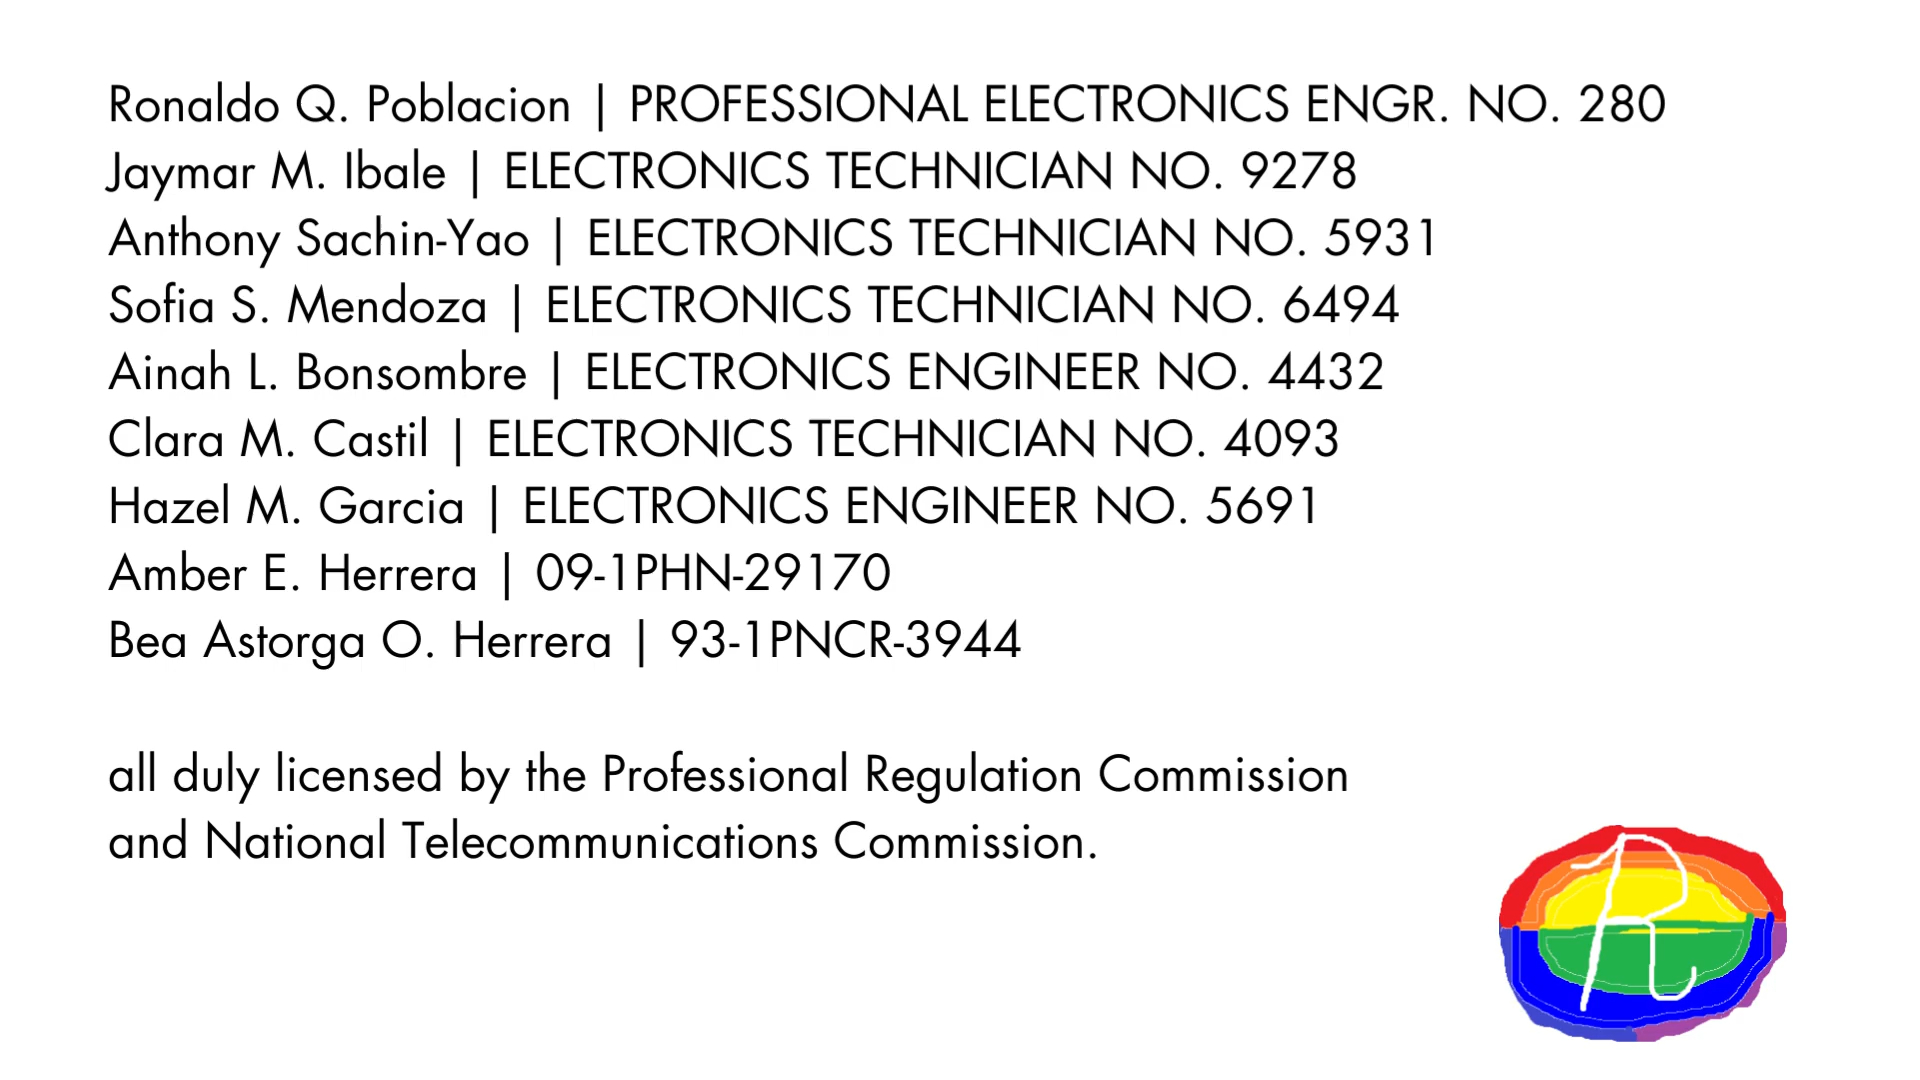 Ronaldo Q. Poblacion | PROFESSIONAL ELECTRONICS ENGR. NO. 280
Jaymar M. Ibale | ELECTRONICS TECHNICIAN NO. 9278
Anthony Sachin-Yao | ELECTRONICS TECHNICIAN NO. 5931
Sofia S. Mendoza | ELECTRONICS TECHNICIAN NO. 6494
Ainah L. Bonsombre | ELECTRONICS ENGINEER NO. 4432
Clara M. Castil | ELECTRONICS TECHNICIAN NO. 4093
Hazel M. Garcia | ELECTRONICS ENGINEER NO. 5691
Amber E. Herrera | 09-1PHN-29170
Bea Astorga O. Herrera | 93-1PNCR-3944
all duly licensed by the Professional Regulation Commission
and National Telecommunications Commission.
R